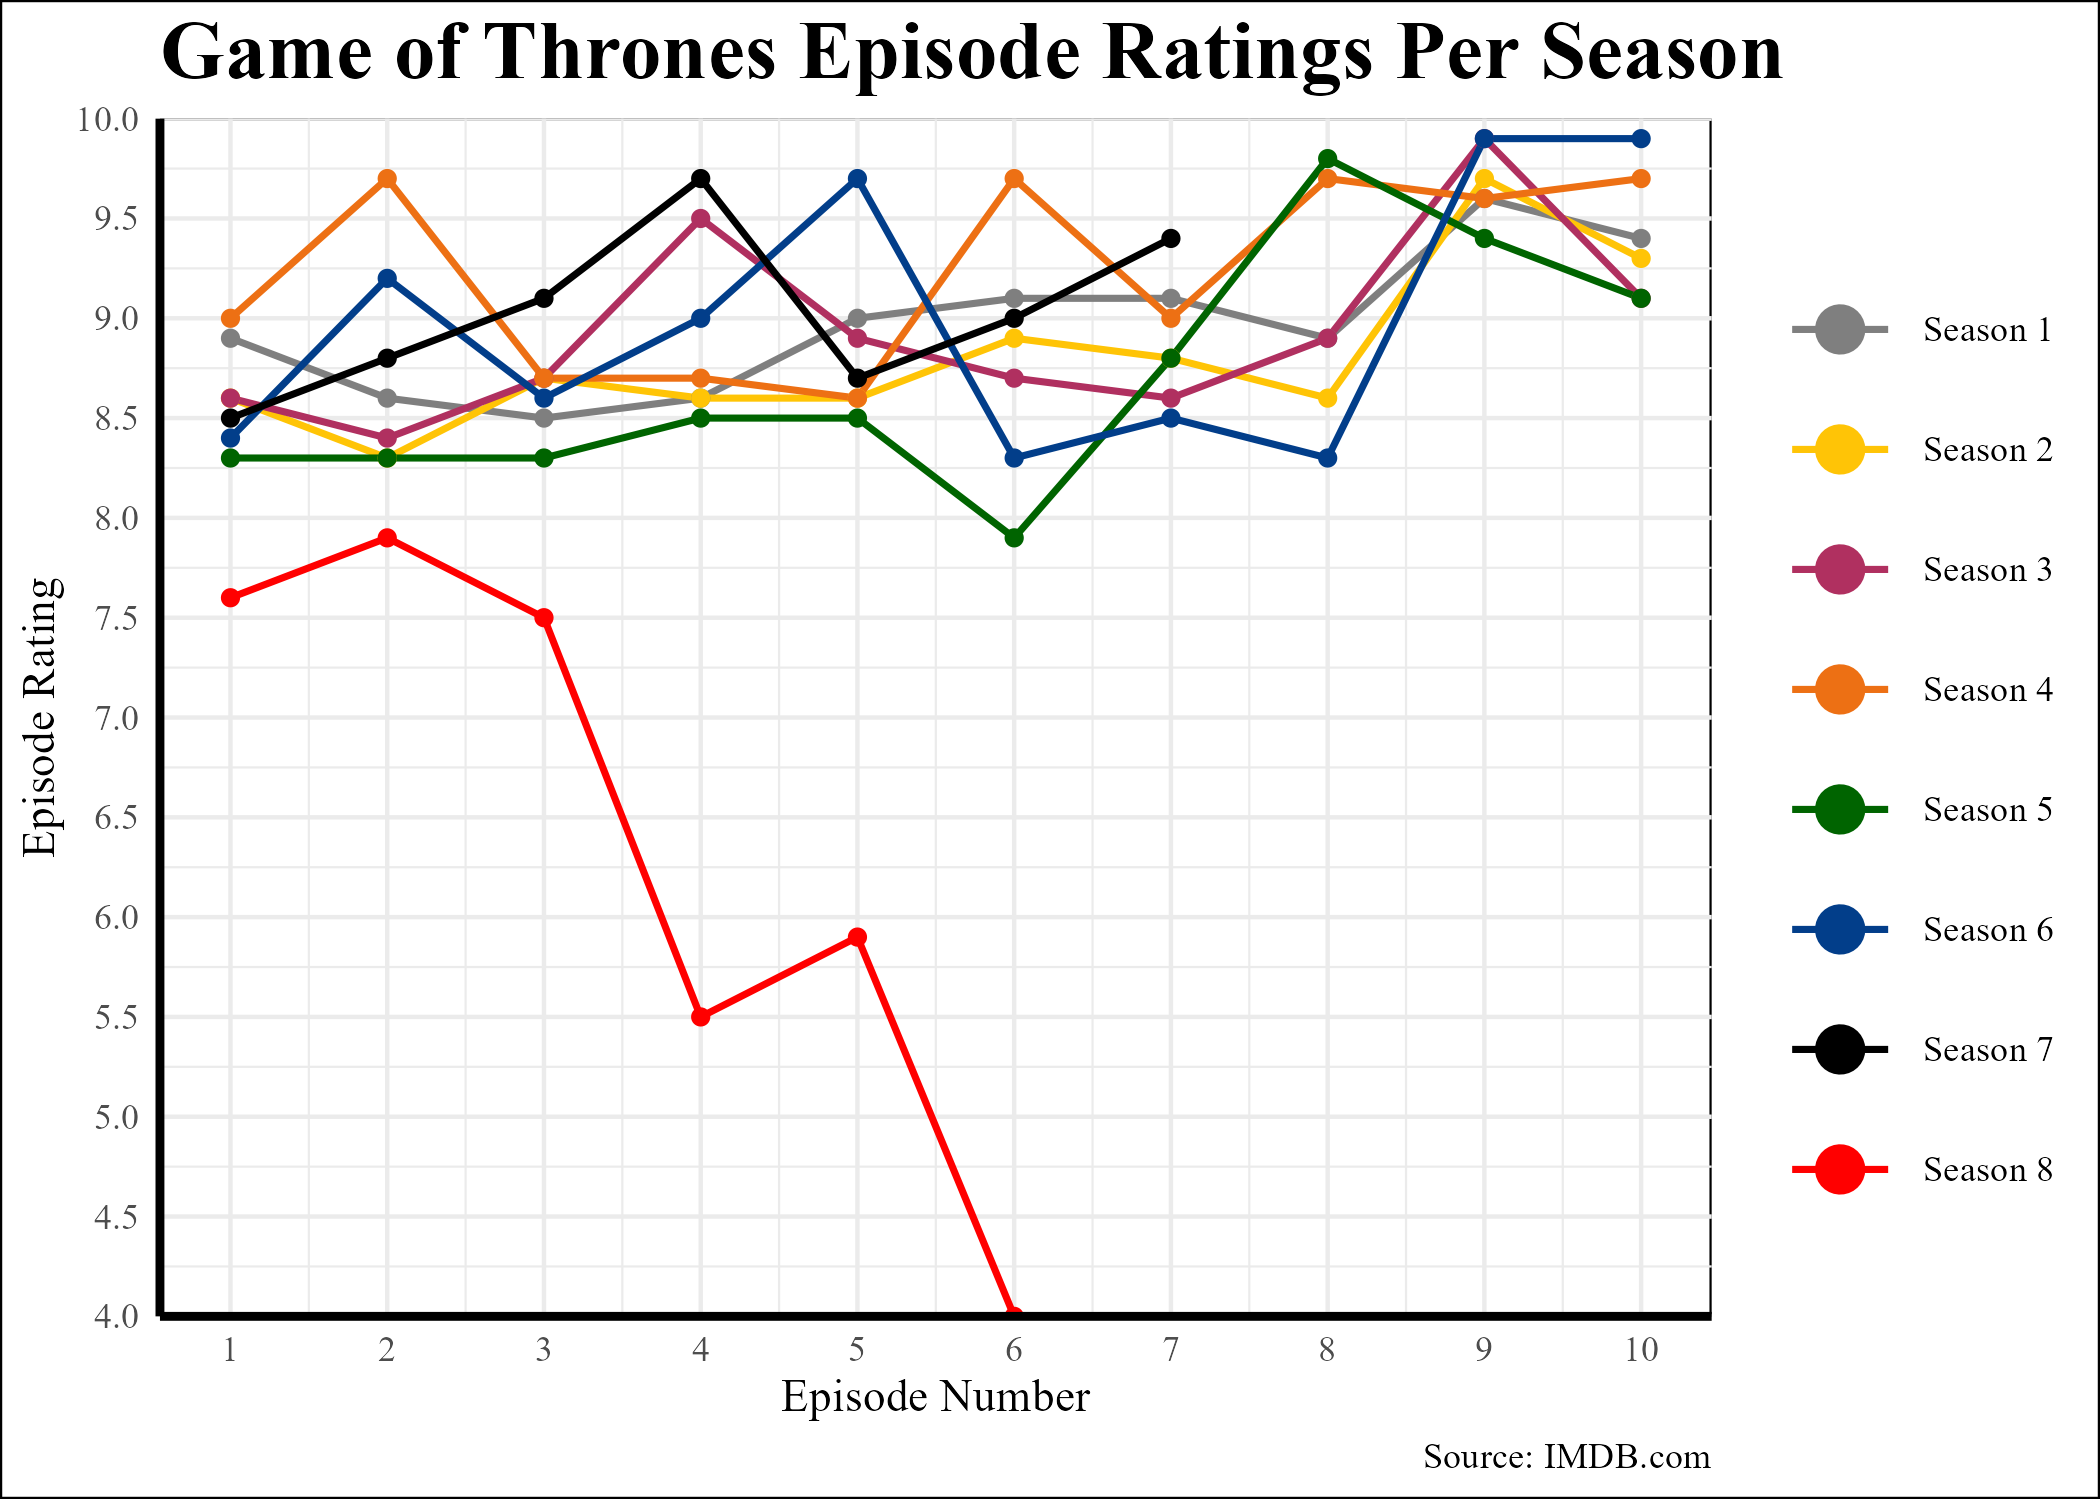 Game of Thrones Episode Ratings Per Season
10.0
9.5
9.0
8.5
8.0
7.5
7.0
6.5
6.0
5.5
5.0
4.5
4.0
Episode Rating
1 2 3 4 5 6 7 8 9 10
Episode Number
Season 1
Season 2
Season 3
Season 4
Season 5
Season 6
Season 7
Season 8
Source: IMDB.com